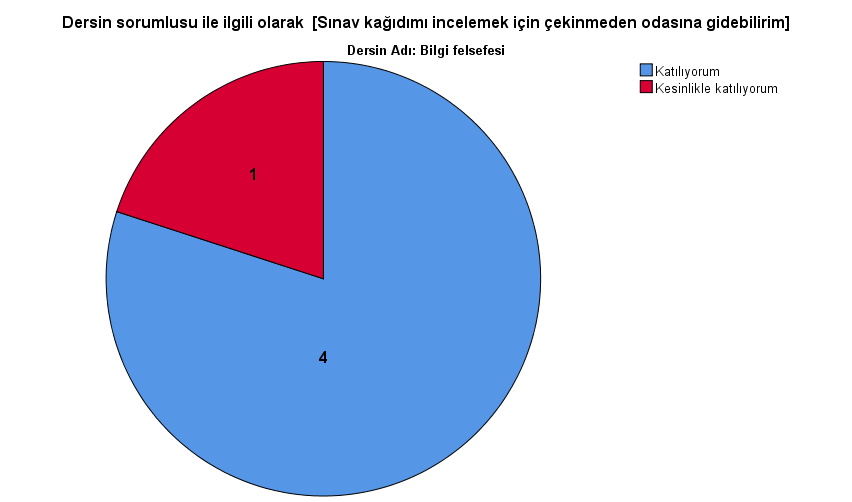 Dersin sorumlusu ile ilgili olarak  [Sınav kağıdımı incelemek için çekinmeden odasına gidebilirim]
Dersin Adı: Bilgi felsefesi
Katılıyorum
Kesinlikle katılıyorum
1
4